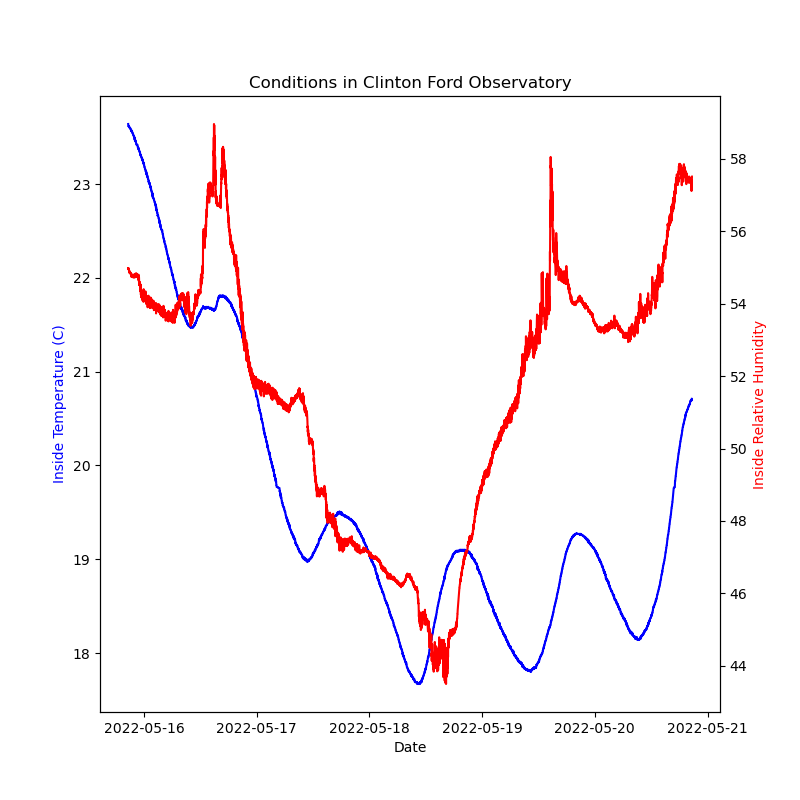 Conditions in Clinton Ford Observatory
23
22
21
20
19
18
Inside Temperature (C)
58
56
54
52
50
48
46
44
Inside Relative Humidity
2022-05-16 2022-05-17 2022-05-18 2022-05-19 2022-05-20 2022-05-21
Date